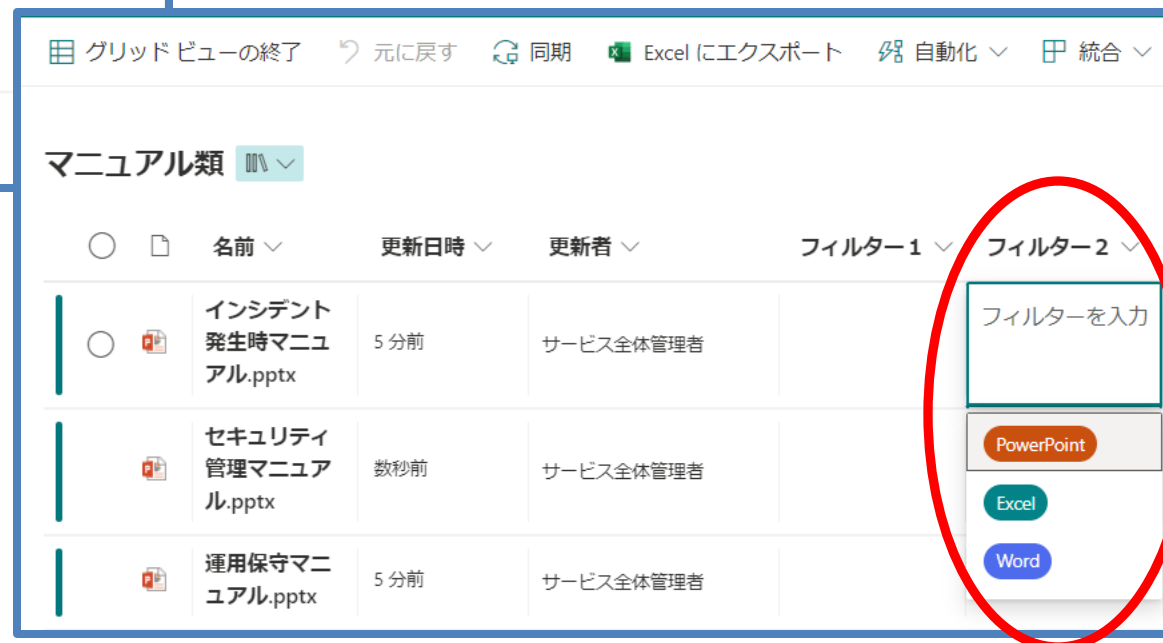 グリッド ビューの終了 元に戻す 同期 Excel にエクスポート 自動化 統合
マニュアル類
名前 更新日時 更新者 フィルター1 フィルター2
インシデント
発生時マニュ
アル.pptx
5 分前
サービス全体管理者
フィルターを入力
セキュリティ
管理マニュア
ル.pptx
数秒前
サービス全体管理者
PowerPoint
Excel
Word
運用保守マニ
ュアル.pptx
5 分前
サービス全体管理者